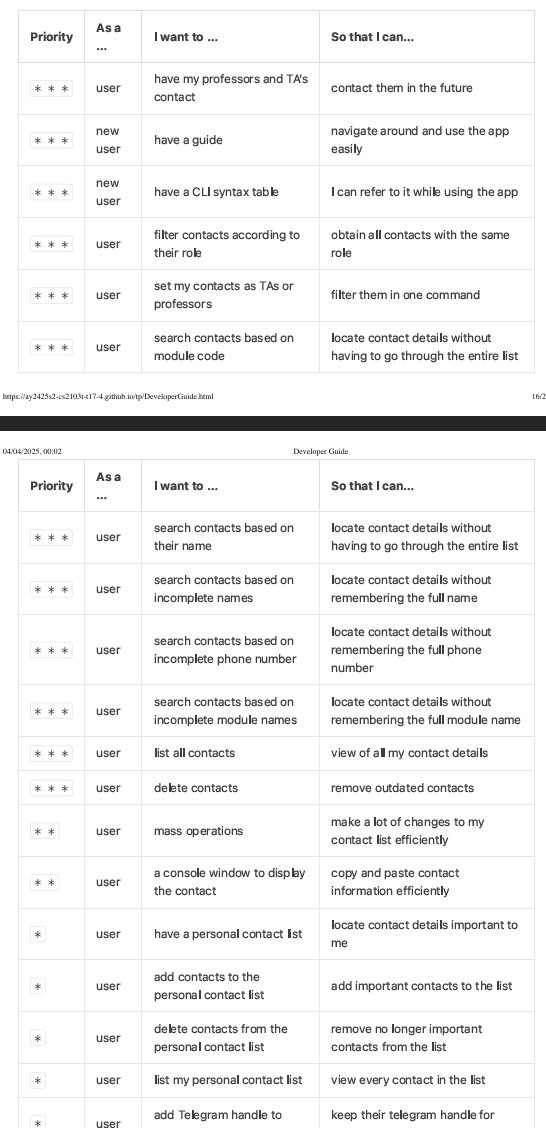 Priority As a ... I want to ... So that I can...
* * * user have my professors and TA's contact contact them in the future
* * * new user have a guide navigate around and use the app easily
* * * new user have a CLI syntax table I can refer to it while using the app
* * * user filter contacts according to their role obtain all contacts with the same role
* * * user set my contacts as TAs or professors filter them in one command
* * * user search contacts based on module code locate contact details without having to go through the entire list
https://ay2425s2-cs2103t-t17-4.github.io/tp/DeveloperGuide.html 16/2
04/04/2025, 00:02 Developer Guide
Priority As a ... I want to ... So that I can...
* * * user search contacts based on their name locate contact details without having to go through the entire list
* * * user search contacts based on incomplete names locate contact details without remembering the full name
* * * user search contacts based on incomplete phone number locate contact details without remembering the full phone number
* * * user search contacts based on incomplete module names locate contact details without remembering the full module name
* * * user list all contacts view of all my contact details
* * * user delete contacts remove outdated contacts
* * user mass operations make a lot of changes to my contact list efficiently
* * user a console window to display the contact copy and paste contact information efficiently
* user have a personal contact list locate contact details important to me
* user add contacts to the personal contact list add important contacts to the list
* user delete contacts from the personal contact list remove no longer important contacts from the list
* user list my personal contact list view every contact in the list
* user add Telegram handle to keep their telegram handle for